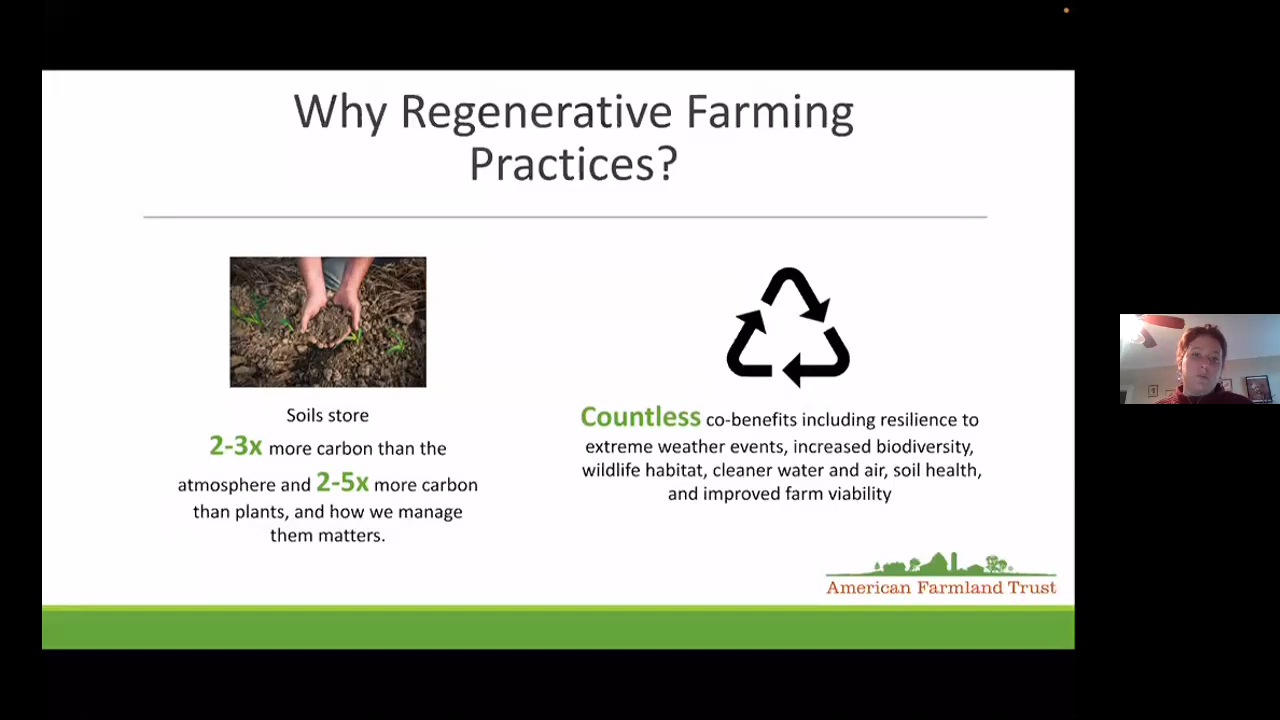 Why Regenerative Farming
Practices?
Soils store
2-3x more carbon than the
atmosphere and 2-5x more carbon
than plants, and how we manage
them matters.
Countless co-benefits including resilience to
extreme weather events, increased biodiversity,
wildlife habitat, cleaner water and air, soil health,
and improved farm viability
American Farmland Trust